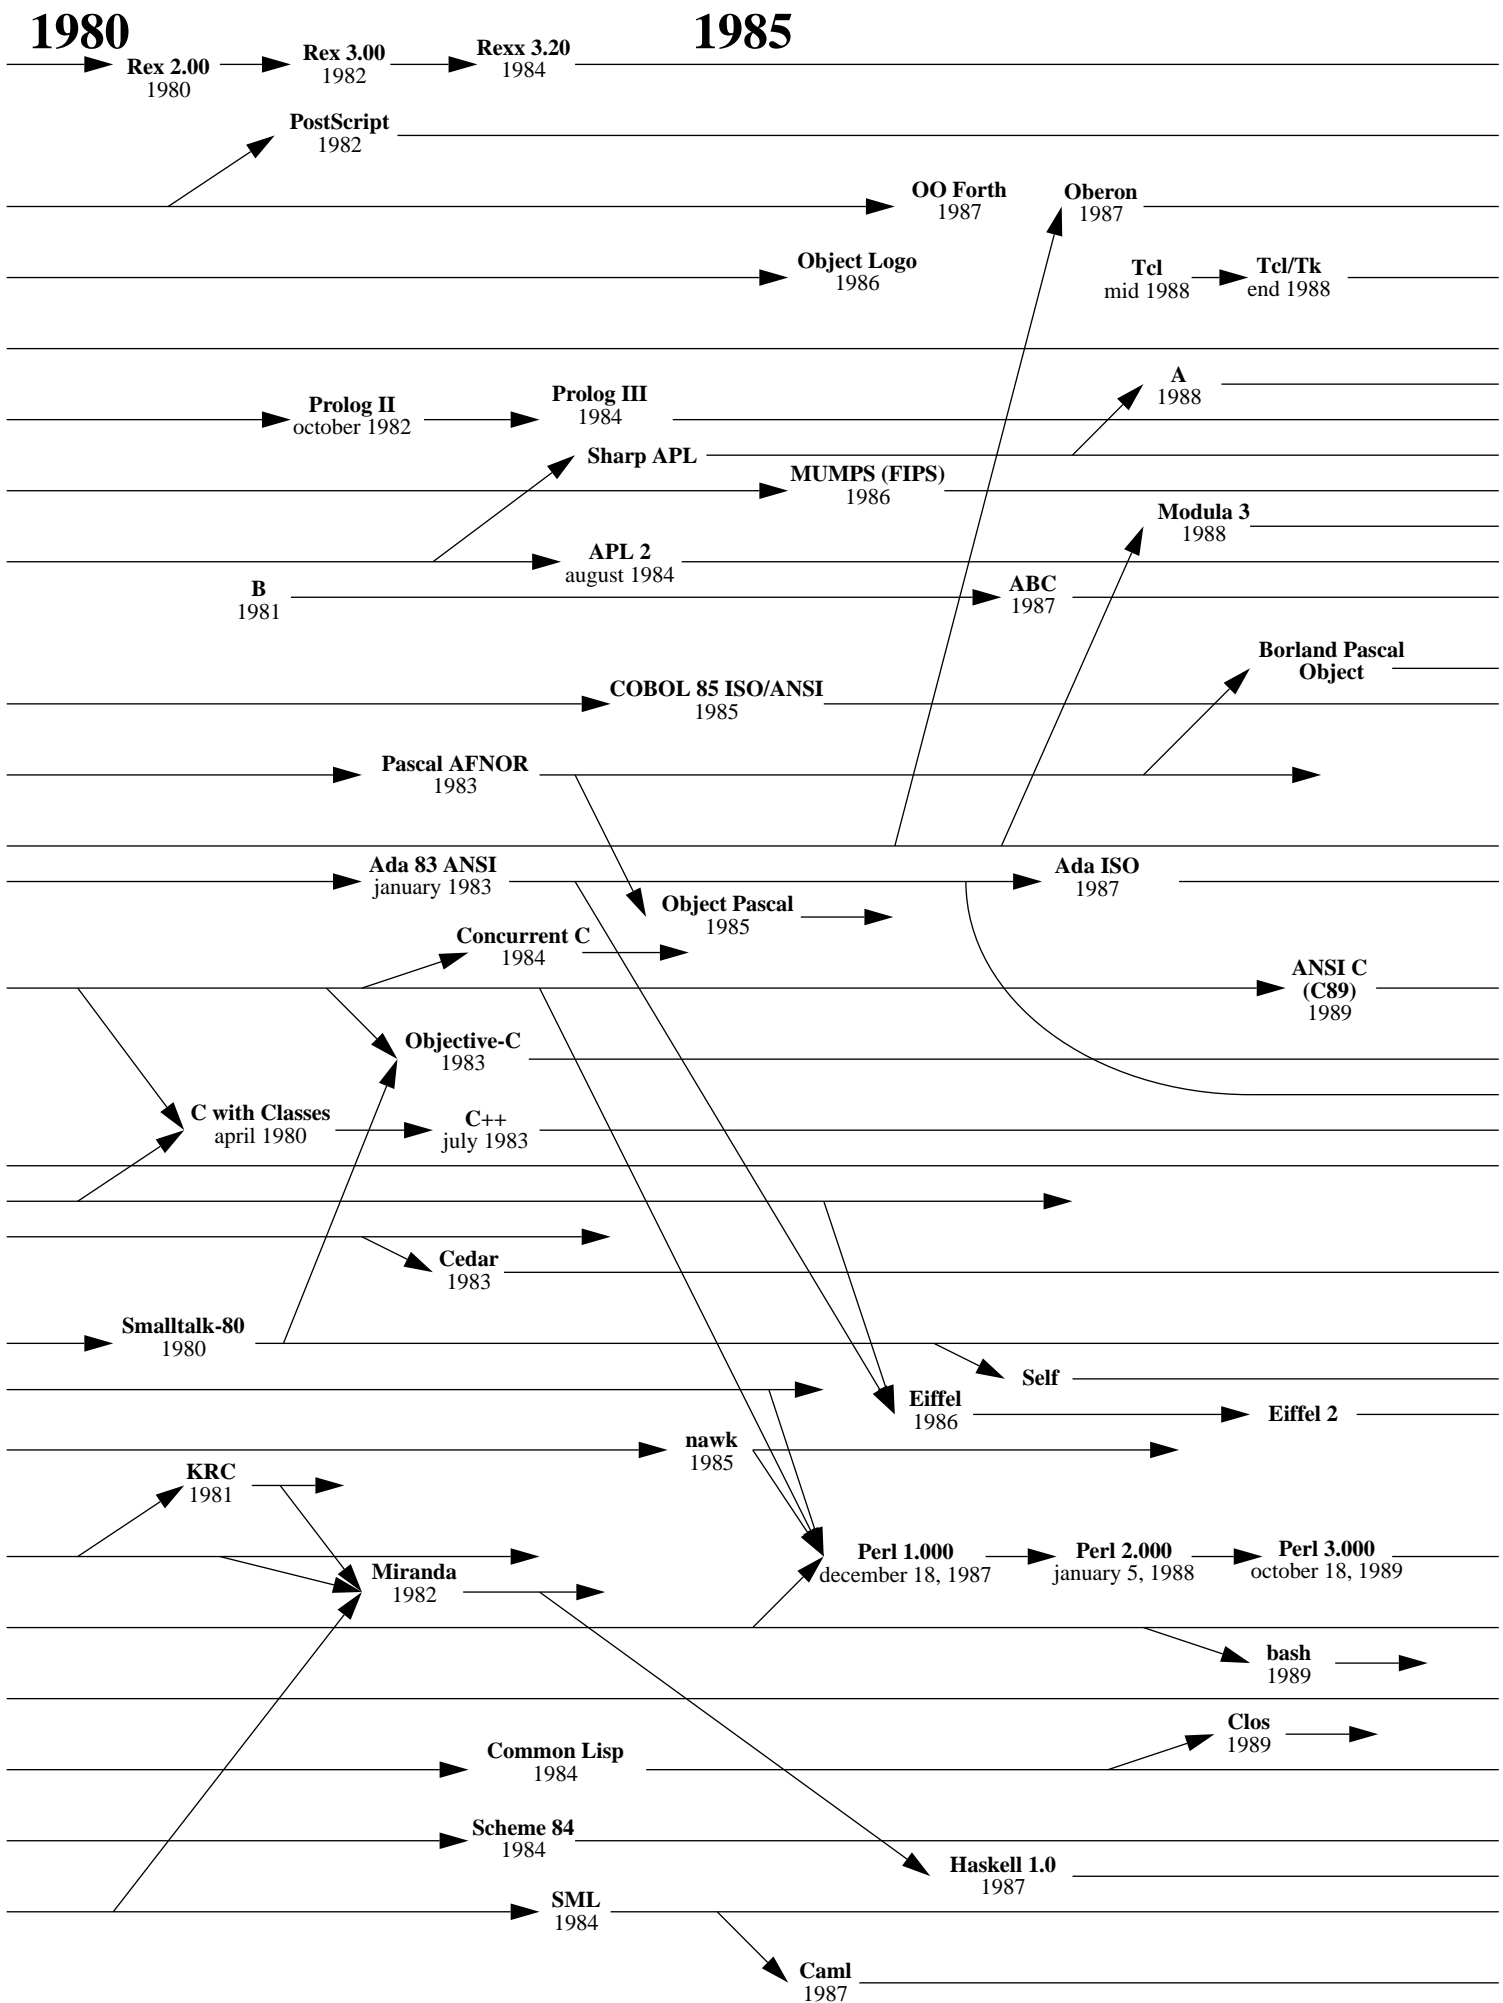 1980
1985
Rex 2.00
1980
Rex 3.00
1982
Rexx 3.20
1984
PostScript
1982
OO Forth
1987
Oberon
1987
Object Logo
1986
Tcl
mid 1988
Tcl/Tk
end 1988
A
1988
Prolog II
october 1982
Prolog III
1984
Sharp APL
MUMPS (FIPS)
1986
Modula 3
1988
APL 2
august 1984
B
1981
ABC
1987
Borland Pascal
Object
COBOL 85 ISO/ANSI
1985
Pascal AFNOR
1983
Ada 83 ANSI
january 1983
Ada ISO
1987
Object Pascal
1985
Concurrent C
1984
ANSI C
(C89)
1989
Objective-C
1983
C with Classes
april 1980
C++
july 1983
Cedar
1983
Smalltalk-80
1980
Self
Eiffel
1986
Eiffel 2
nawk
1985
KRC
1981
Perl 1.000
december 18, 1987
Perl 2.000
january 5, 1988
Perl 3.000
october 18, 1989
Miranda
1982
bash
1989
Clos
1989
Common Lisp
1984
Scheme 84
1984
Haskell 1.0
1987
SML
1984
Caml
1987